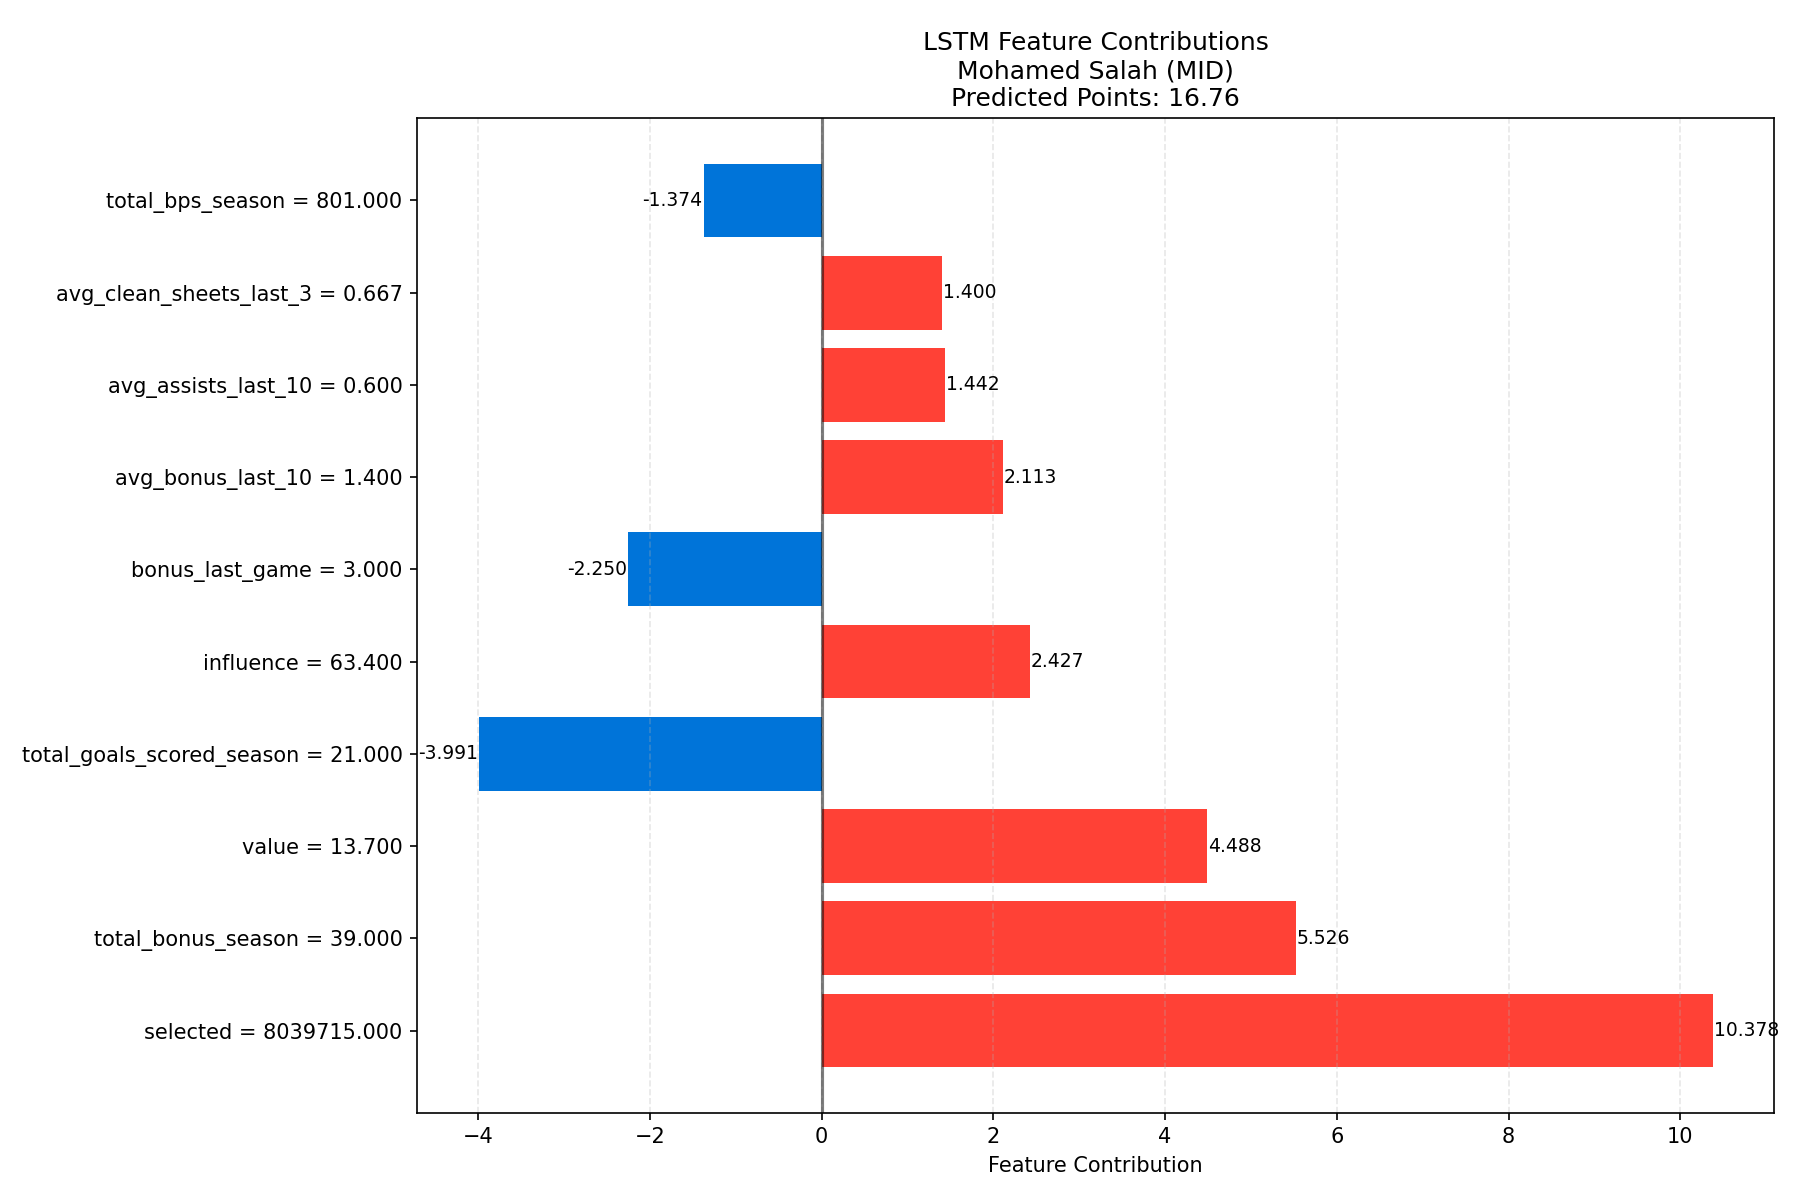 LSTM Feature Contributions
Mohamed Salah (MID)
Predicted Points: 16.76
total_bps_season = 801.000
-1.374
avg_clean_sheets_last_3 = 0.667
1.400
avg_assists_last_10 = 0.600
1.442
avg_bonus_last_10 = 1.400
2.113
bonus_last_game = 3.000
-2.250
influence = 63.400
2.427
total_goals_scored_season = 21.000
-3.991
value = 13.700
4.488
total_bonus_season = 39.000
5.526
selected = 8039715.000
10.378
−4 −2 0 2 4 6 8 10
Feature Contribution